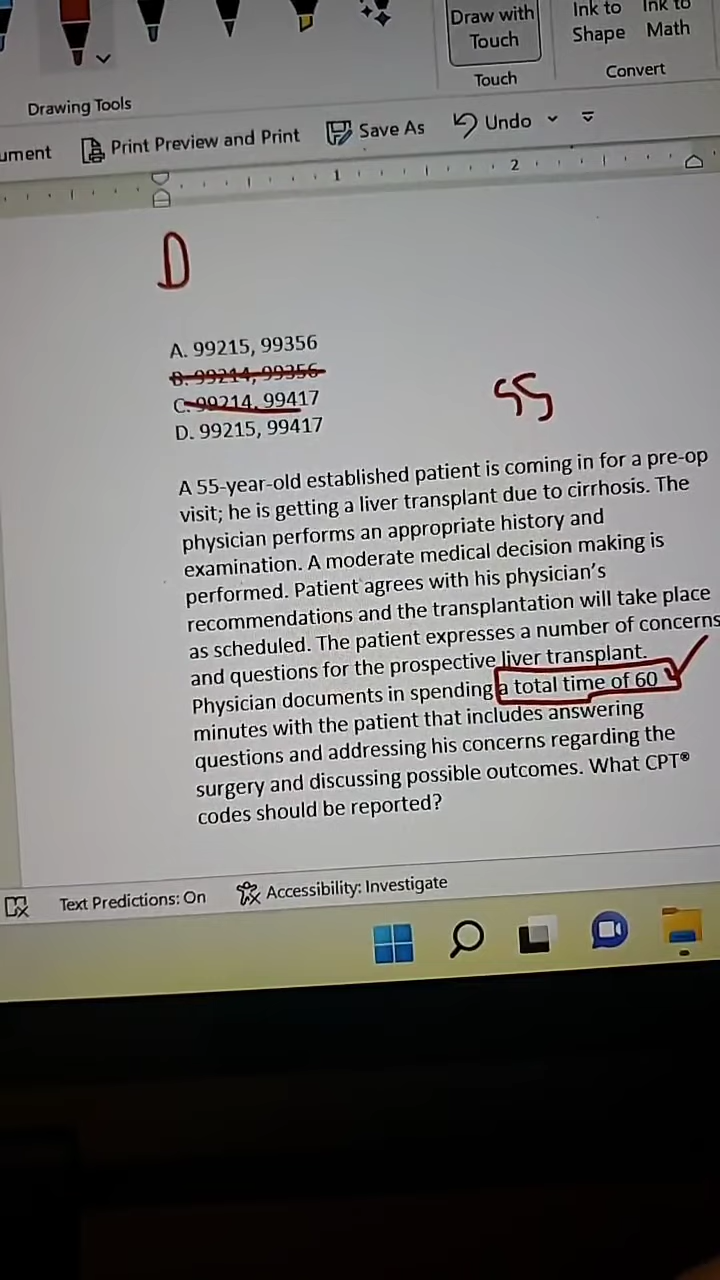 Draw with
Touch
Ink to
Shape
Ink to
Math
Touch
Convert
Drawing Tools
ument
Print Preview and Print
Save As
Undo
1
2
D
A. 99215, 99356
B. 99214, 99356
C. 99214, 99417
D. 99215, 99417
55
A 55-year-old established patient is coming in for a pre-op
visit; he is getting a liver transplant due to cirrhosis. The
physician performs an appropriate history and
examination. A moderate medical decision making is
performed. Patient agrees with his physician's
recommendations and the transplantation will take place
as scheduled. The patient expresses a number of concerns
and questions for the prospective liver transplant.
Physician documents in spending a total time of 60
minutes with the patient that includes answering
questions and addressing his concerns regarding the
surgery and discussing possible outcomes. What CPT®
codes should be reported?
Text Predictions: On
Accessibility: Investigate